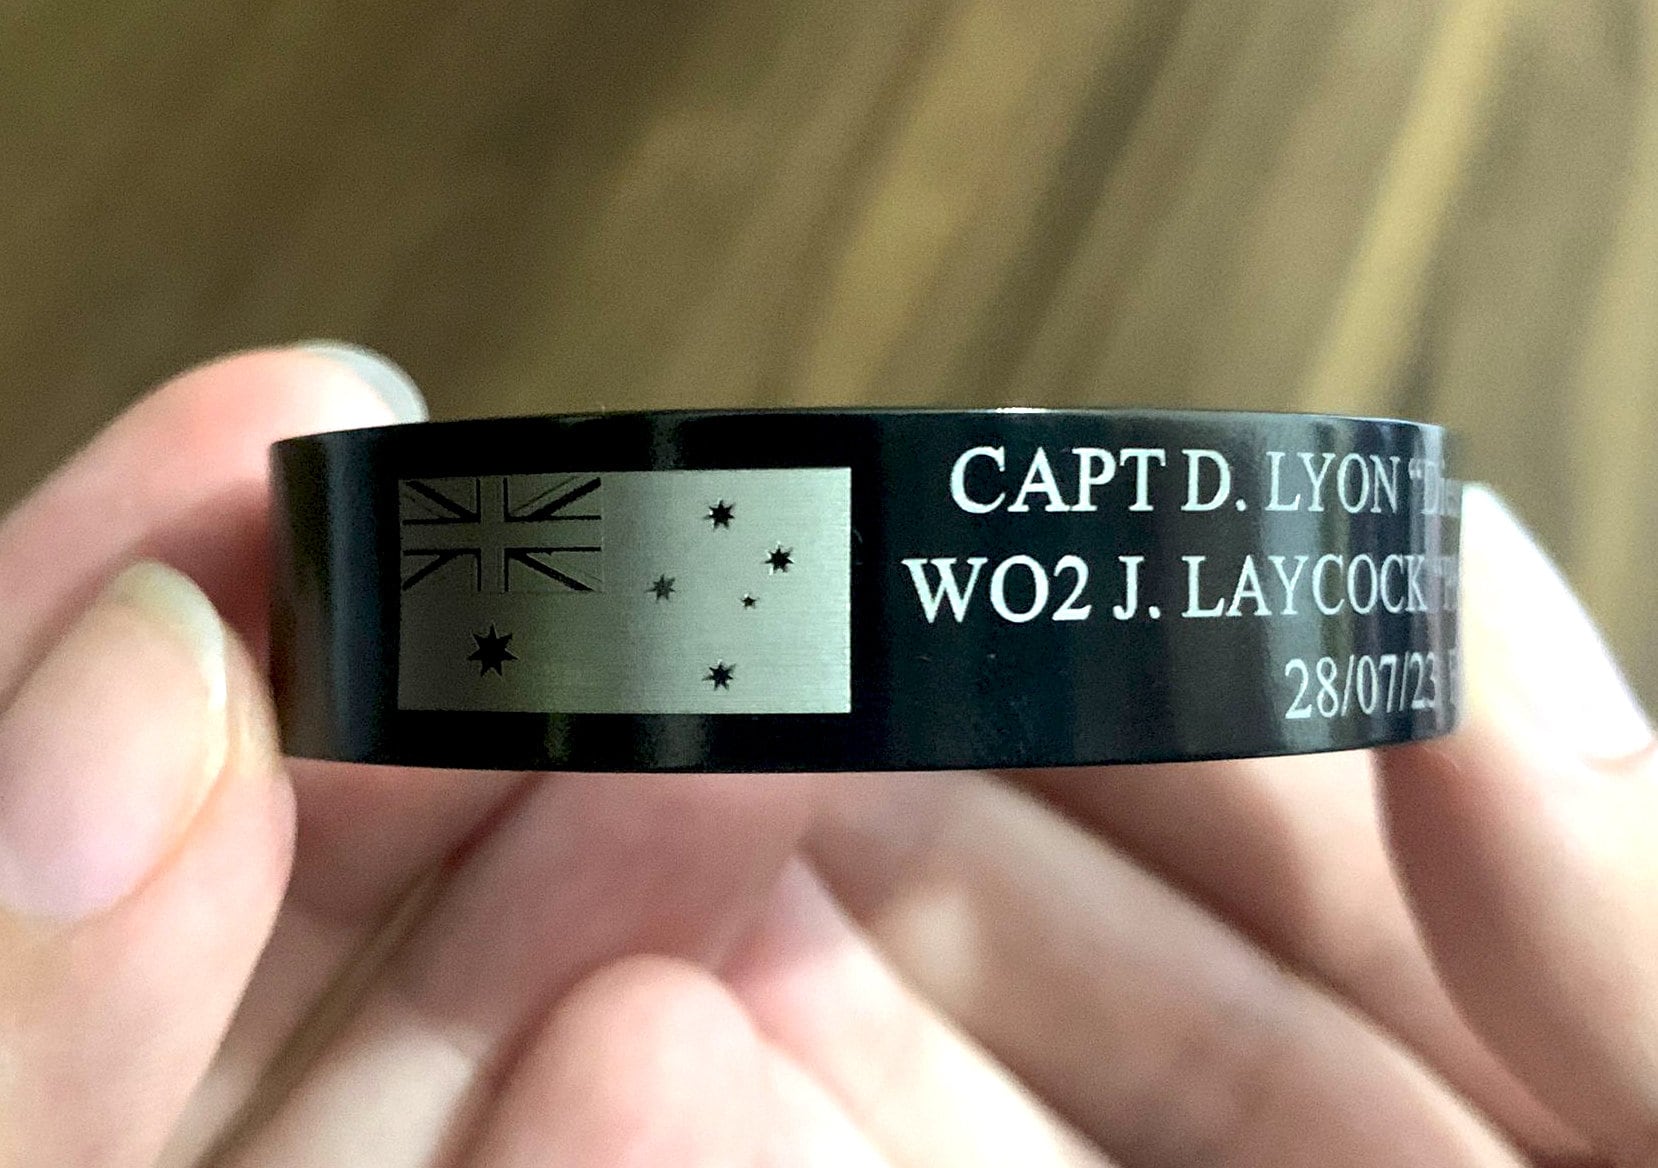 CAPT D. LYON
WO2 J. LAYCOCK
28/07/23